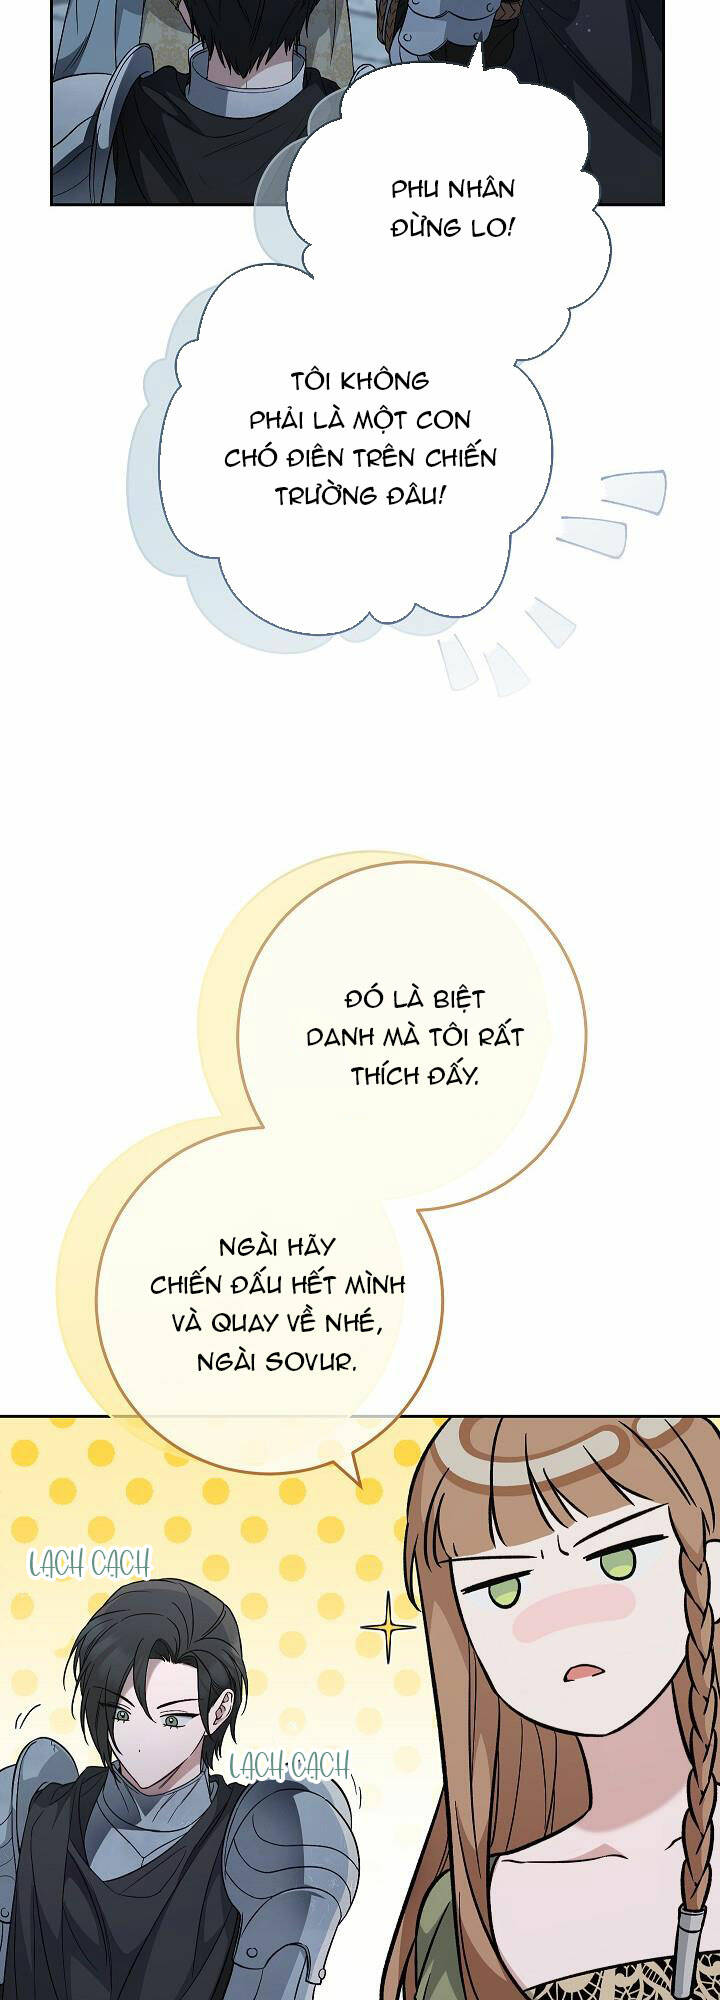 PHU NHÂN
ĐỪNG LO!
TÔI KHÔNG
PHẢI LÀ MỘT CON
CHÓ ĐIÊN TRÊN CHIẾN
TRƯỜNG ĐÂU!
ĐÓ LÀ BIỆT
DANH MÀ TÔI RẤT
THÍCH ĐẤY.
NGÀI HÃY
CHIẾN ĐẤU HẾT MÌNH
VÀ QUAY VỀ NHÉ,
NGÀI SOVUR.
LẠCH CẠCH
LẠCH CẠCH